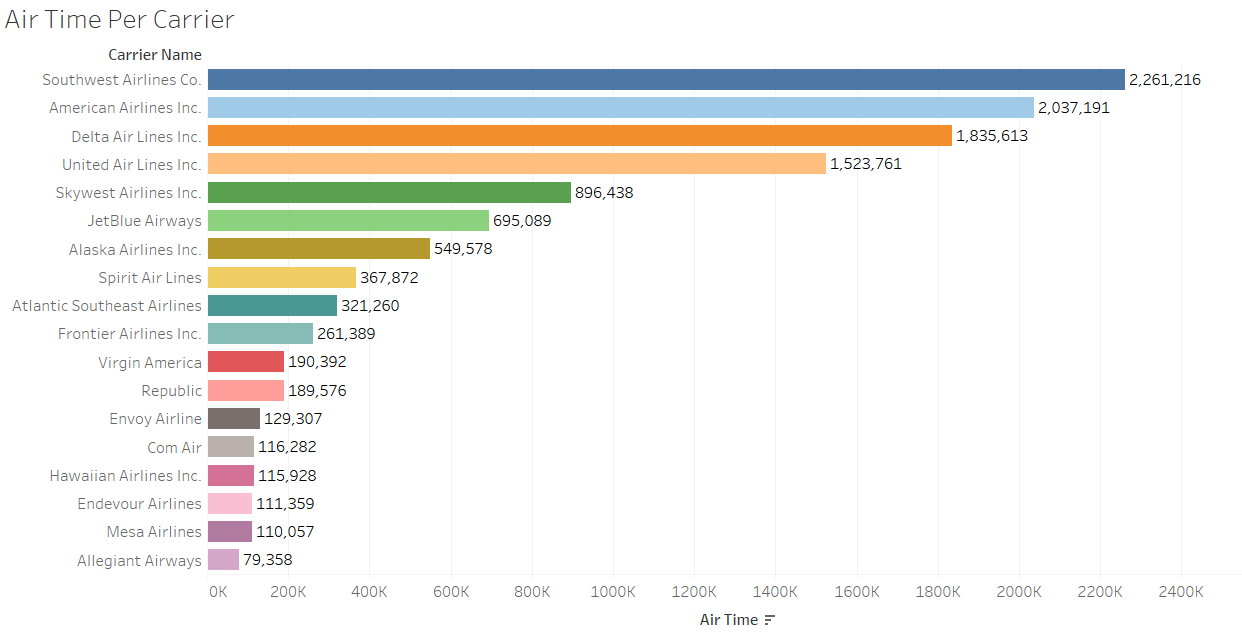 Air Time Per Carrier
Carrier Name
Southwest Airlines Co. 2,261,216
American Airlines Inc. 2,037,191
Delta Air Lines Inc. 1,835,613
United Air Lines Inc. 1,523,761
Skywest Airlines Inc. 896,438
JetBlue Airways 695,089
Alaska Airlines Inc. 549,578
Spirit Air Lines 367,872
Atlantic Southeast Airlines 321,260
Frontier Airlines Inc. 261,389
Virgin America 190,392
Republic 189,576
Envoy Airline 129,307
Com Air 116,282
Hawaiian Airlines Inc. 115,928
Endevour Airlines 111,359
Mesa Airlines 110,057
Allegiant Airways 79,358
0K 200K 400K 600K 800K 1000K 1200K 1400K 1600K 1800K 2000K 2200K 2400K
Air Time